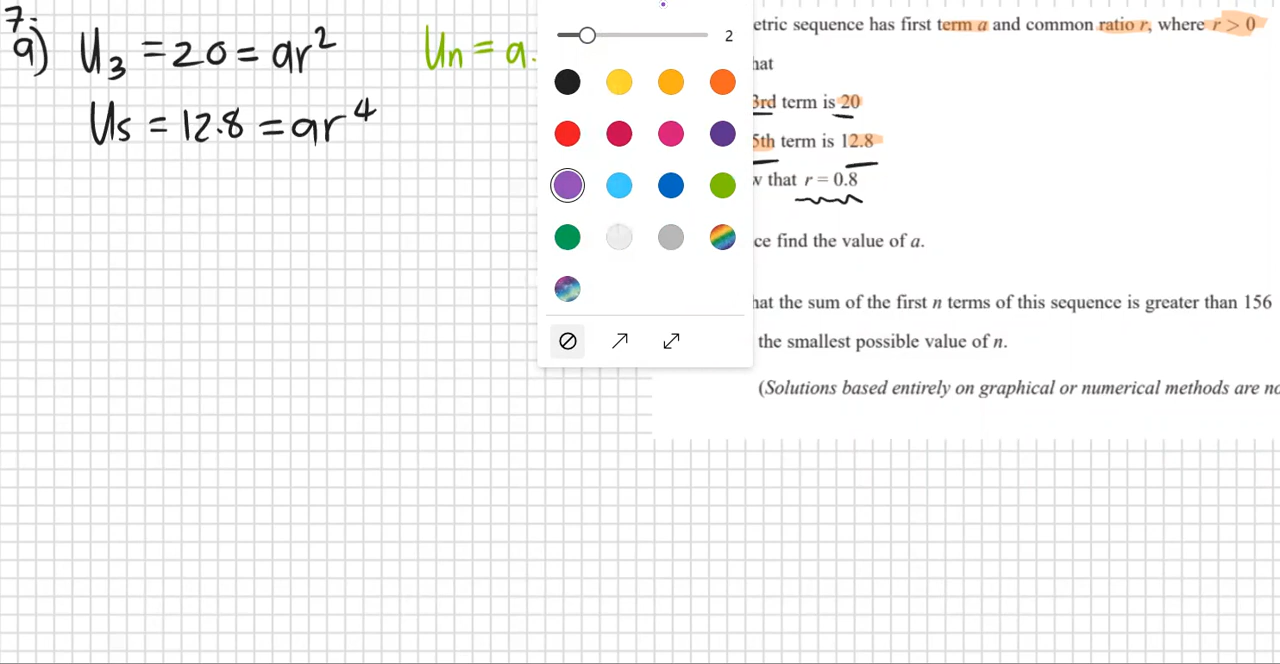 7.
a) U3 = 20 = ar²
U5 = 12.8 = ar⁴
Un = a.
2
etric sequence has first term a and common ratio r, where r > 0
hat
3rd term is 20
5th term is 12.8
w that r = 0.8
ce find the value of a.
hat the sum of the first n terms of this sequence is greater than 156
the smallest possible value of n.
(Solutions based entirely on graphical or numerical methods are no